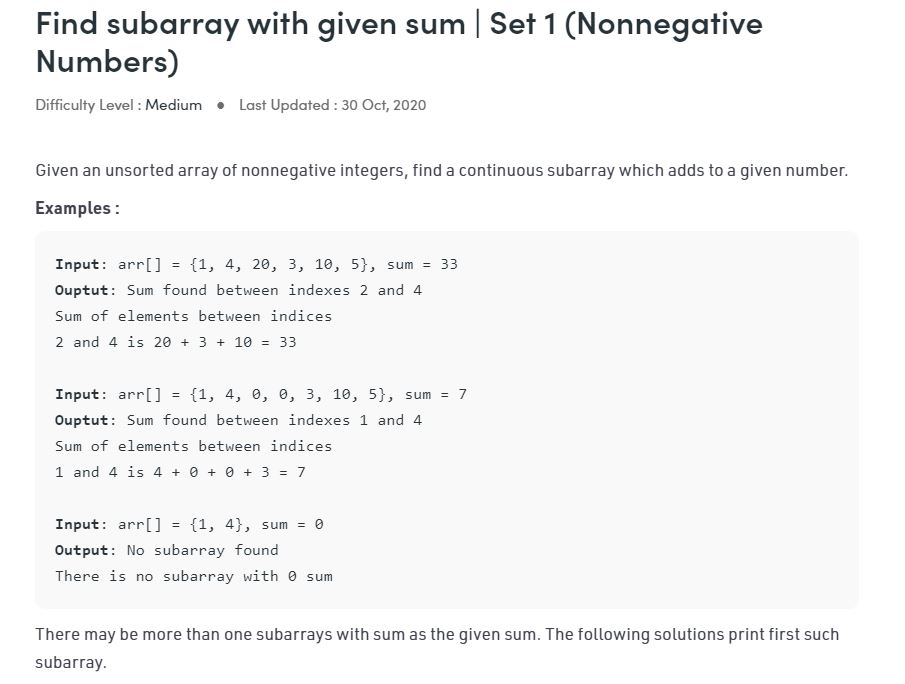 Find subarray with given sum | Set 1 (Nonnegative
Numbers)
Difficulty Level : Medium ● Last Updated : 30 Oct, 2020
Given an unsorted array of nonnegative integers, find a continuous subarray which adds to a given number.
Examples :
Input: arr[] = {1, 4, 20, 3, 10, 5}, sum = 33
Ouptut: Sum found between indexes 2 and 4
Sum of elements between indices
2 and 4 is 20 + 3 + 10 = 33
Input: arr[] = {1, 4, 0, 0, 3, 10, 5}, sum = 7
Ouptut: Sum found between indexes 1 and 4
Sum of elements between indices
1 and 4 is 4 + 0 + 0 + 3 = 7
Input: arr[] = {1, 4}, sum = 0
Output: No subarray found
There is no subarray with 0 sum
There may be more than one subarrays with sum as the given sum. The following solutions print first such
subarray.